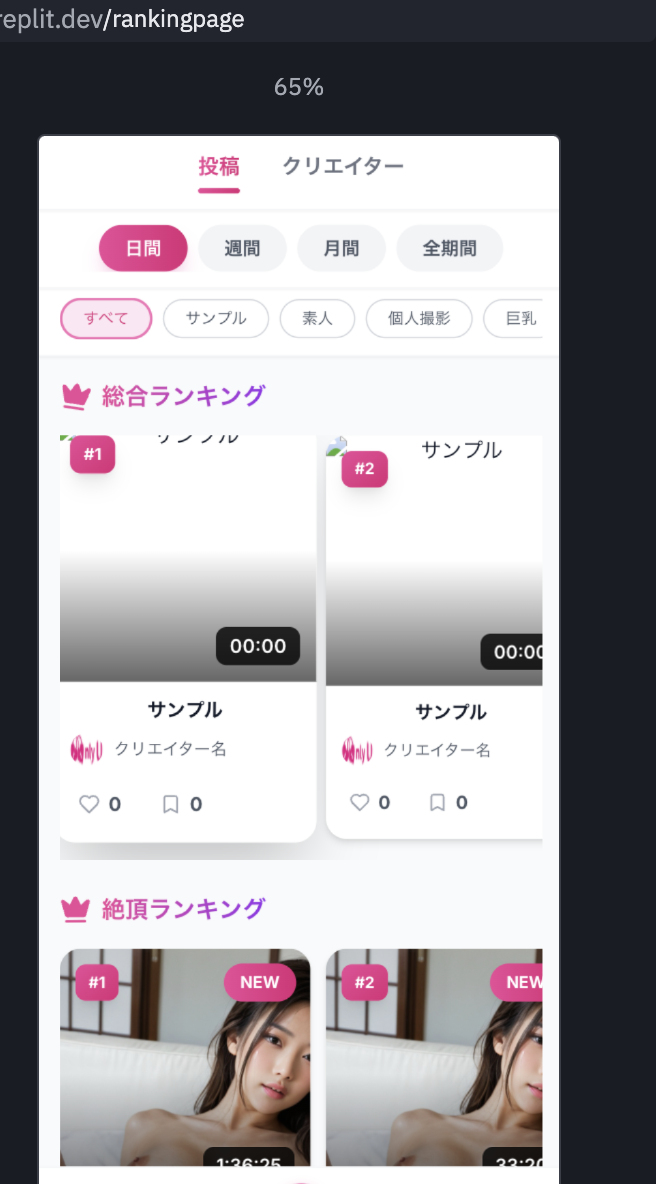 replit.dev/rankingpage
65%
投稿 クリエイター
日間 週間 月間 全期間
すべて サンプル 素人 個人撮影 巨乳
総合ランキング
#1 サンプル #2 サンプル
00:00 00:00
サンプル サンプル
クリエイター名 クリエイター名
0 0 0 0
絶頂ランキング
#1 NEW #2 NEW
1:36:25 33:20